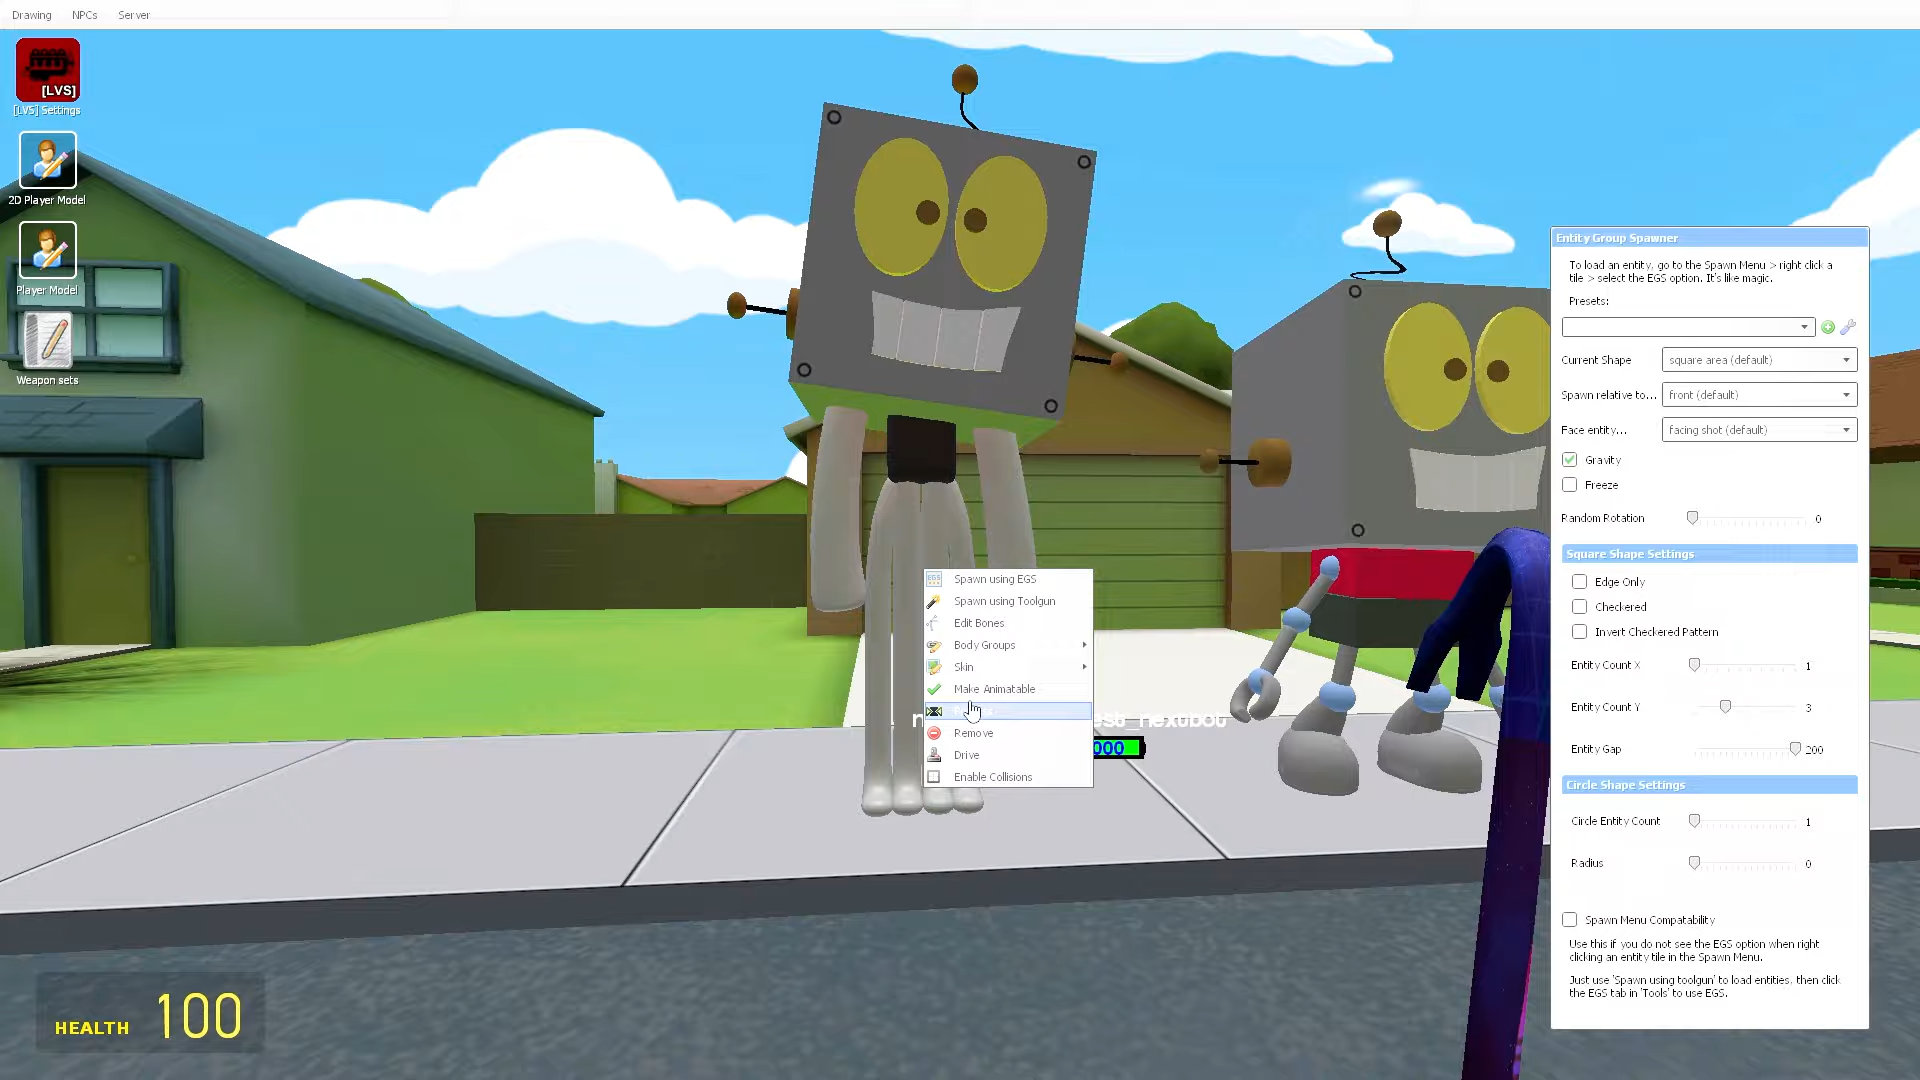 Drawing NPCs Server
[LVS]
[LVS] Settings
2D Player Model
Player Model
Weapon sets
Spawn using EGS
Spawn using Toolgun
Edit Bones
Body Groups
Skin
Make Animatable
Remove
Drive
Enable Collisions
HEALTH 100
Entity Group Spawner
To load an entity, go to the Spawn Menu > right click a
tile > select the EGS option. It's like magic.
Presets:
Current Shape square area (default)
Spawn relative to... front (default)
Face entity... facing shot (default)
Gravity
Freeze
Random Rotation 0
Square Shape Settings
Edge Only
Checkered
Invert Checkered Pattern
Entity Count X 1
Entity Count Y 3
Entity Gap 200
Circle Shape Settings
Circle Entity Count 1
Radius 0
Spawn Menu Compatability
Use this if you do not see the EGS option when right
clicking an entity tile in the Spawn Menu.
Just use 'Spawn using toolgun' to load entities, then click
the EGS tab in 'Tools' to use EGS.